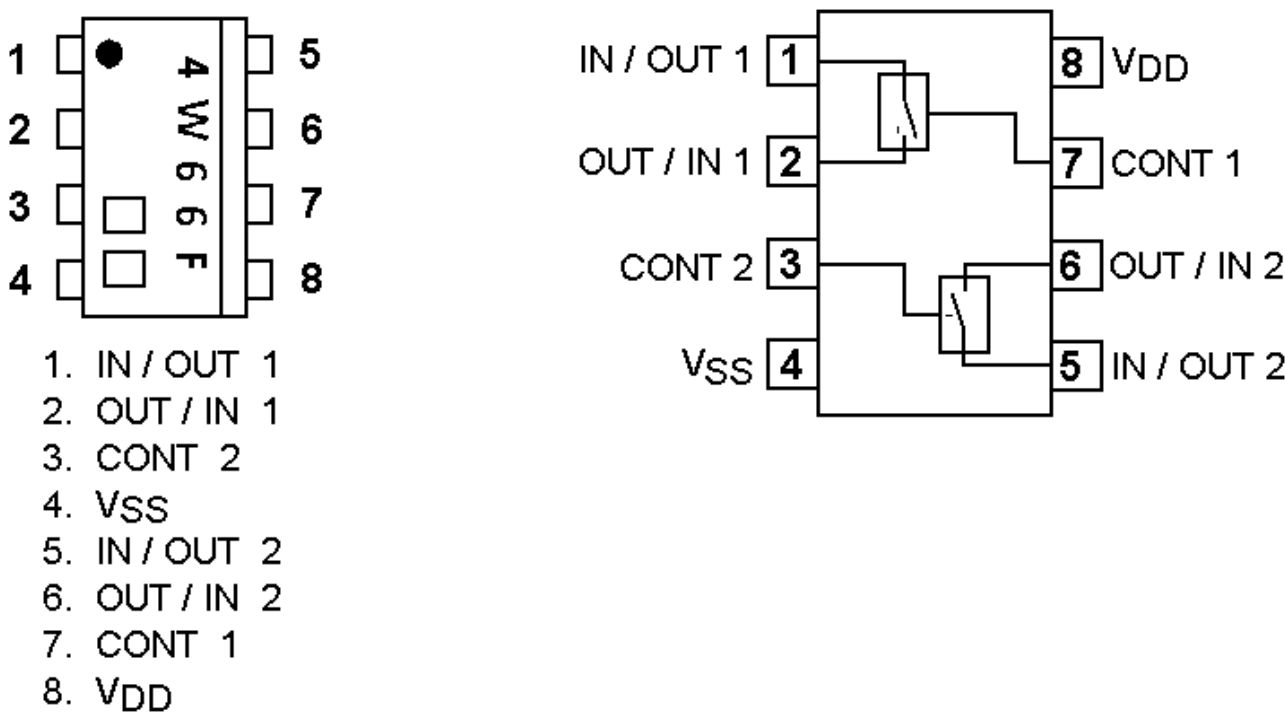 1 5
2 6
3 7
4 8
4W66F
1. IN / OUT 1
2. OUT / IN 1
3. CONT 2
4. VSS
5. IN / OUT 2
6. OUT / IN 2
7. CONT 1
8. VDD
IN / OUT 1 1 8 VDD
OUT / IN 1 2 7 CONT 1
CONT 2 3 6 OUT / IN 2
VSS 4 5 IN / OUT 2